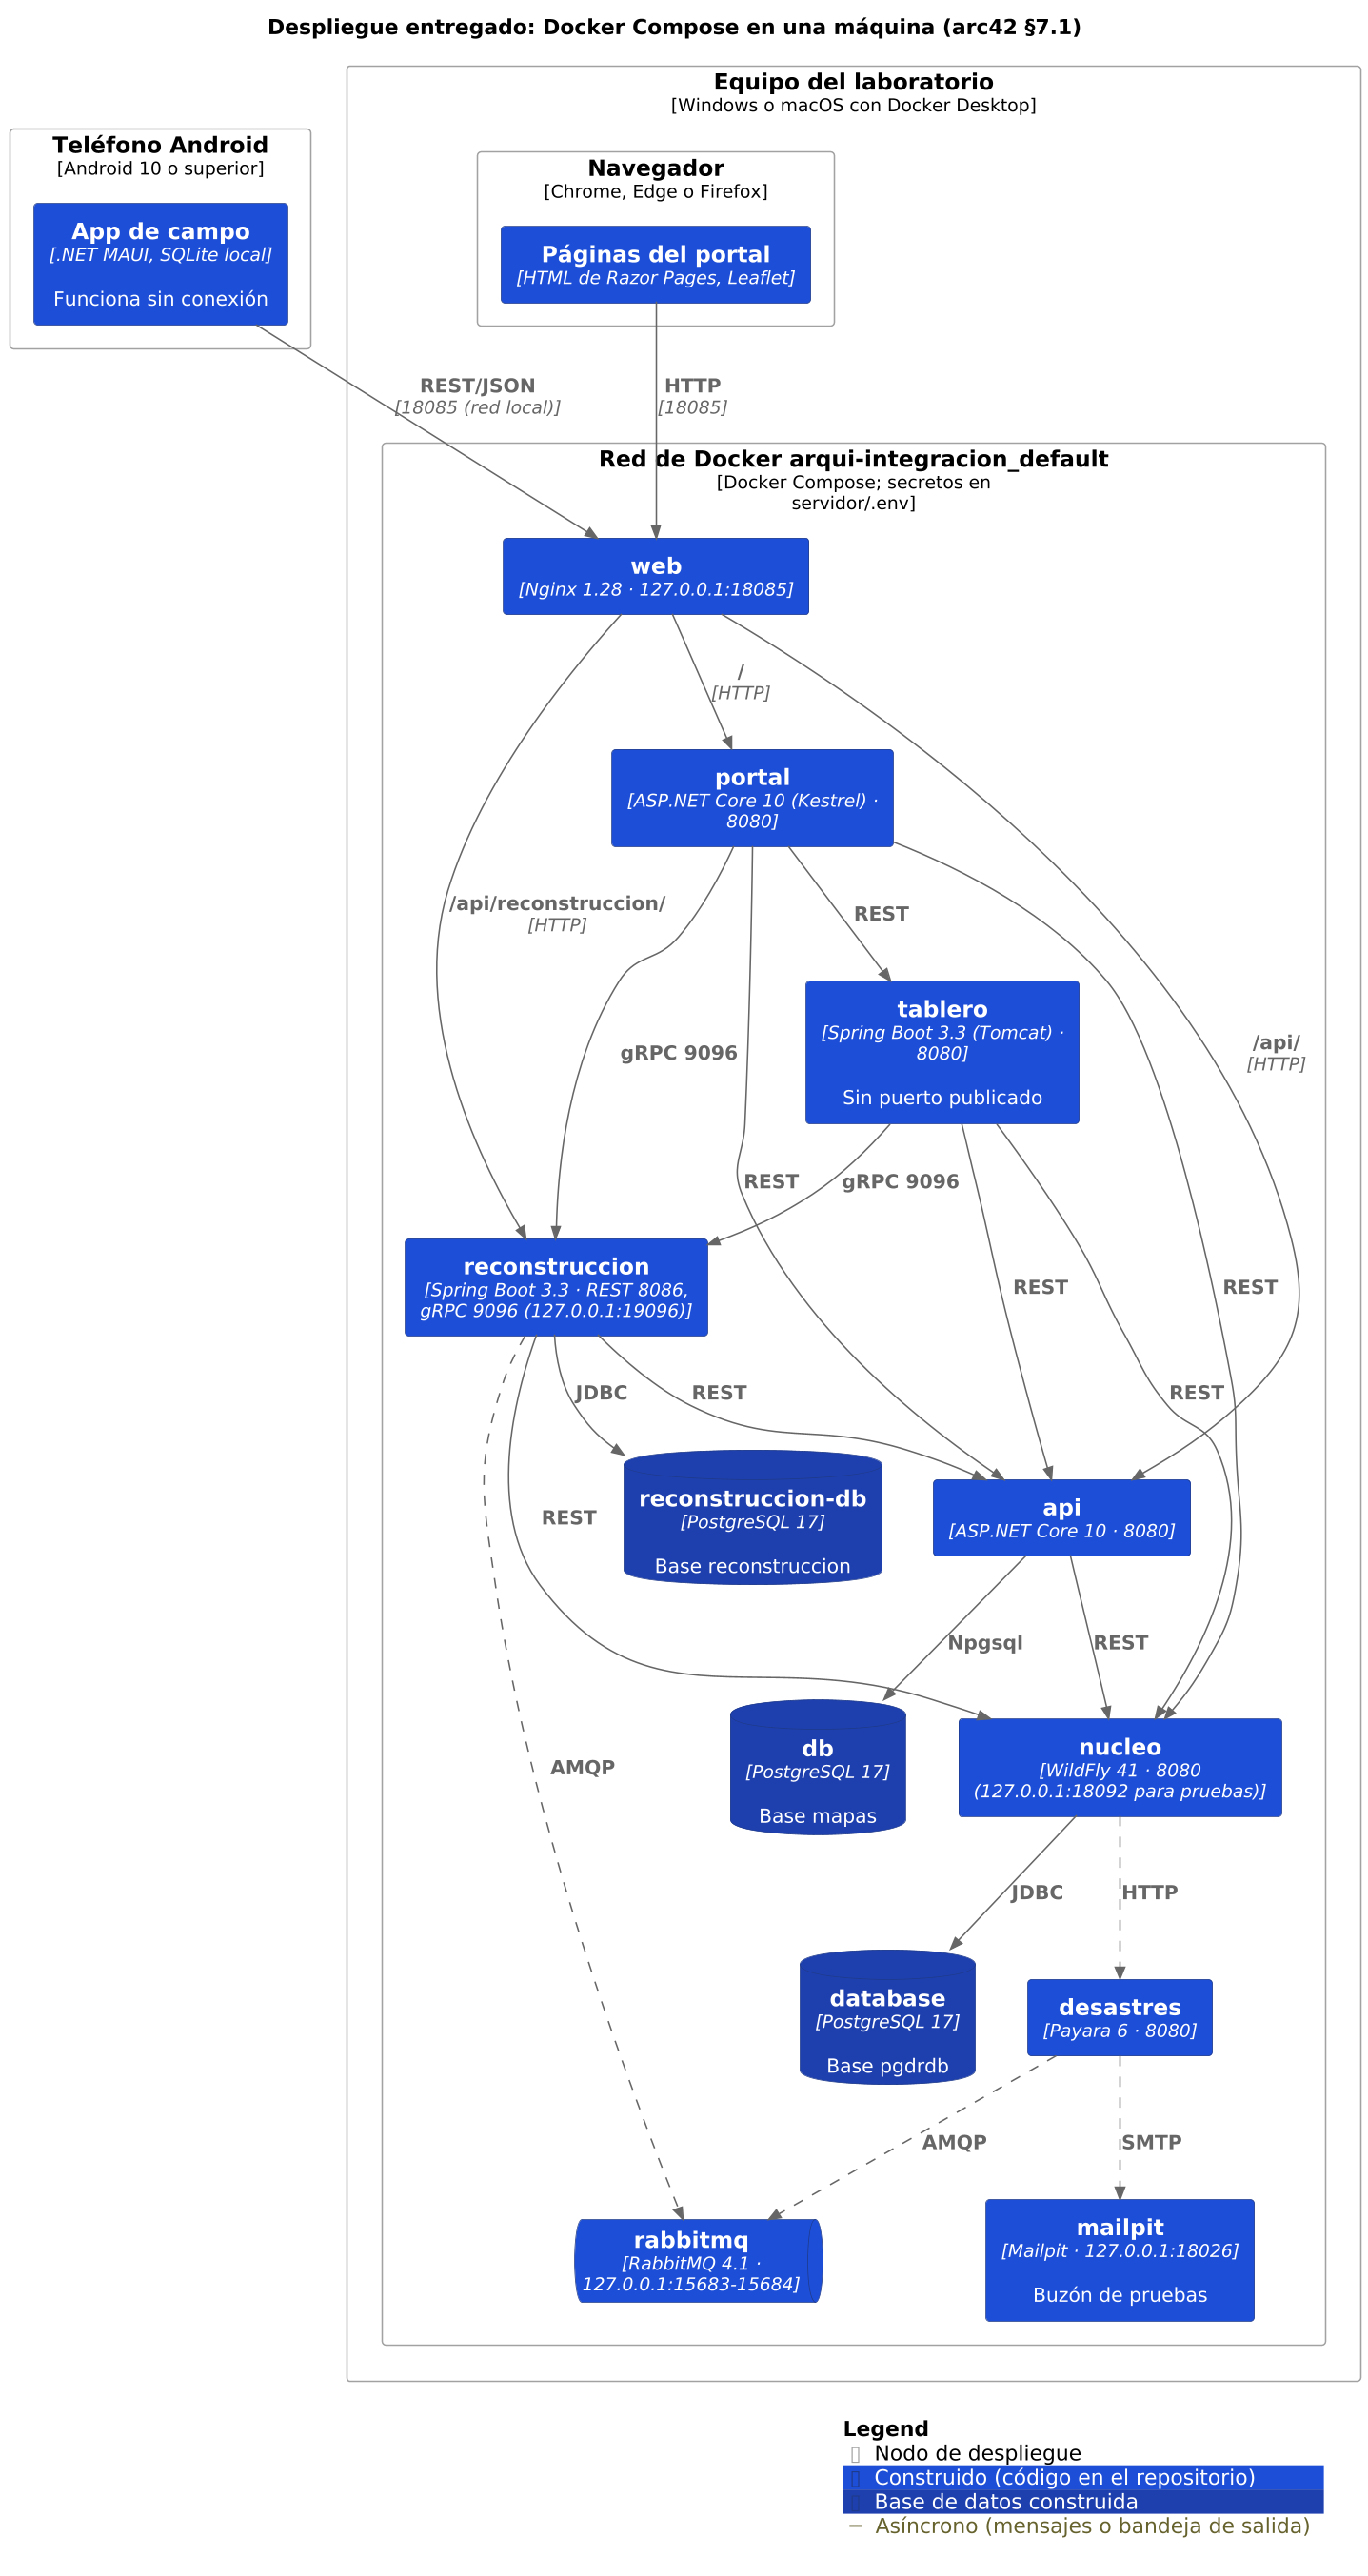 Despliegue entregado: Docker Compose en una máquina (arc42 §7.1)
Equipo del laboratorio
[Windows o macOS con Docker Desktop]
Teléfono Android
[Android 10 o superior]
App de campo
[.NET MAUI, SQLite local]
Funciona sin conexión
Navegador
[Chrome, Edge o Firefox]
Páginas del portal
[HTML de Razor Pages, Leaflet]
REST/JSON
[18085 (red local)]
HTTP
[18085]
Red de Docker arqui-integracion_default
[Docker Compose; secretos en
servidor/.env]
web
[Nginx 1.28 · 127.0.0.1:18085]
/
[HTTP]
portal
[ASP.NET Core 10 (Kestrel) ·
8080]
/api/reconstruccion/
[HTTP]
REST
tablero
[Spring Boot 3.3 (Tomcat) ·
8080]
Sin puerto publicado
gRPC 9096
/api/
[HTTP]
REST
gRPC 9096
reconstruccion
[Spring Boot 3.3 · REST 8086,
gRPC 9096 (127.0.0.1:19096)]
REST
REST
JDBC
REST
REST
reconstruccion-db
[PostgreSQL 17]
Base reconstruccion
REST
api
[ASP.NET Core 10 · 8080]
Npgsql
REST
db
[PostgreSQL 17]
Base mapas
AMQP
nucleo
[WildFly 41 · 8080
(127.0.0.1:18092 para pruebas)]
JDBC
HTTP
database
[PostgreSQL 17]
Base pgdrdb
desastres
[Payara 6 · 8080]
AMQP
SMTP
rabbitmq
[RabbitMQ 4.1 ·
127.0.0.1:15683-15684]
mailpit
[Mailpit · 127.0.0.1:18026]
Buzón de pruebas
Legend
Nodo de despliegue
Construido (código en el repositorio)
Base de datos construida
Asíncrono (mensajes o bandeja de salida)